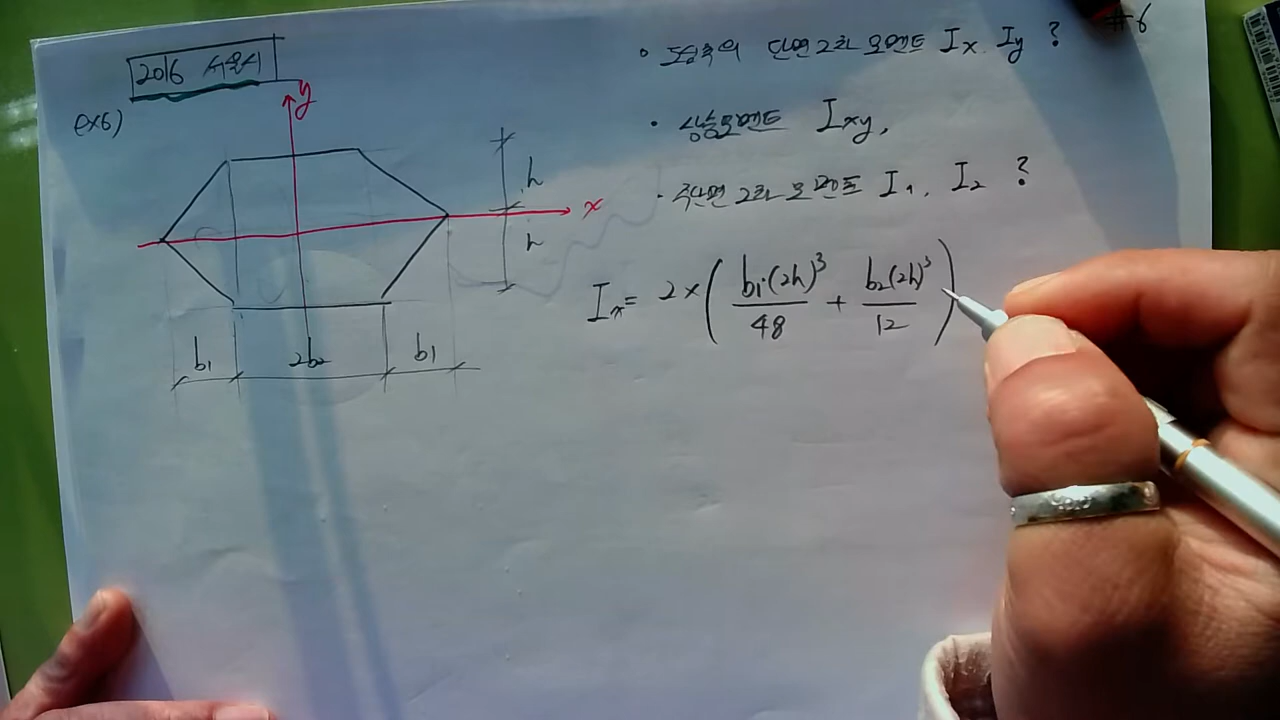 #6
2016 서울시
ex6)
• 도심축의 단면 2차 모멘트 Ix Iy ?
• 상승모멘트 Ixy,
• 주단면 2차 모멘트 I1, I2 ?
y
x
h
h
b1 2b2 b1
Ix = 2×( b1(2h)³/48 + b2(2h)³/12 )